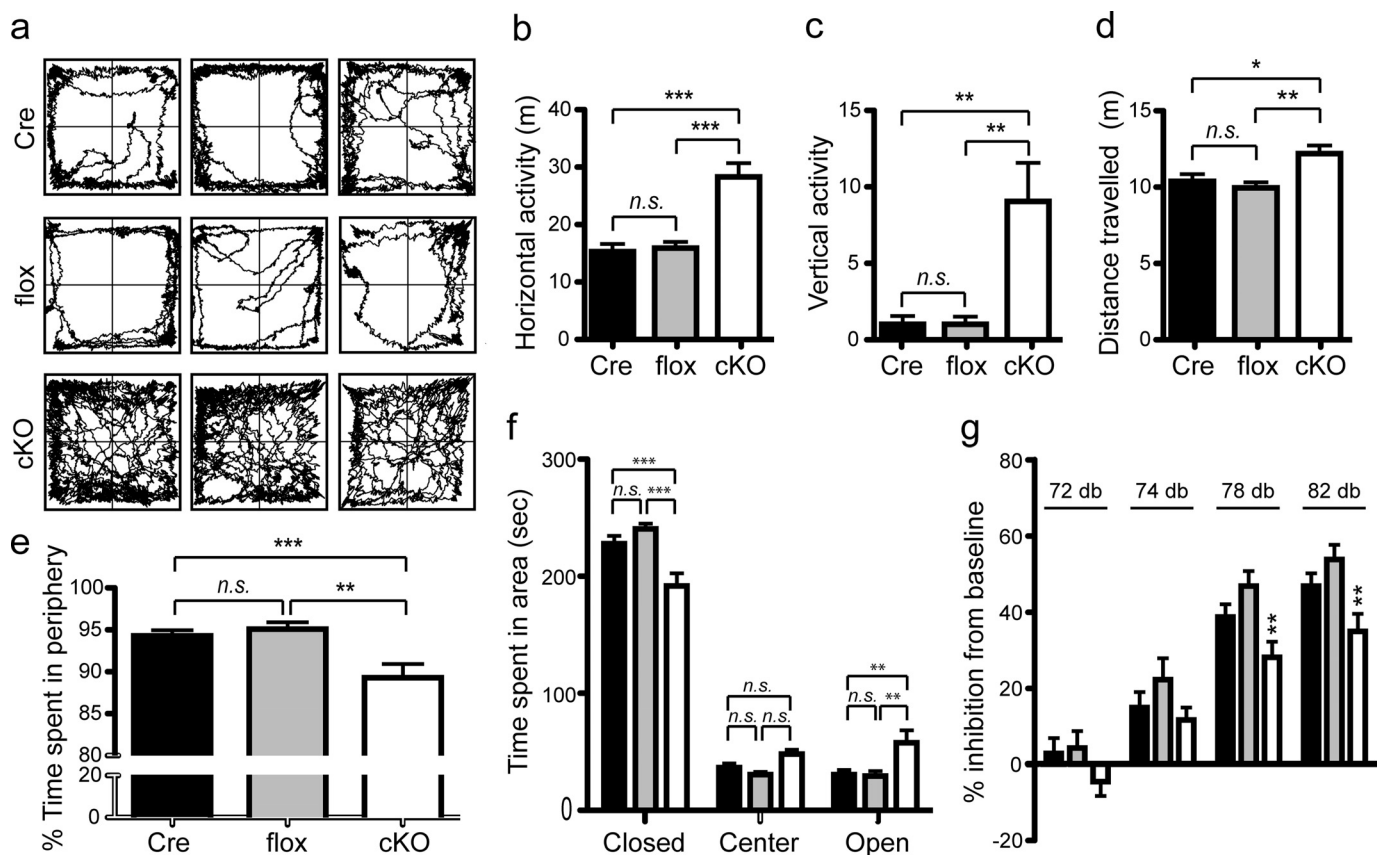 a
Cre
flox
cKO
b
Horizontal activity (m)
40
30
20
10
0
***
***
n.s.
Cre flox cKO
c
Vertical activity
15
10
5
0
**
**
n.s.
Cre flox cKO
d
Distance travelled (m)
15
10
5
0
*
**
n.s.
Cre flox cKO
e
% Time spent in periphery
100
95
90
85
80
20
0
***
n.s. **
Cre flox cKO
f
Time spent in area (sec)
300
200
100
0
***
n.s. ***
n.s.
n.s. n.s.
**
n.s. **
Closed Center Open
g
% inhibition from baseline
80
60
40
20
0
-20
72 db 74 db 78 db 82 db
** **